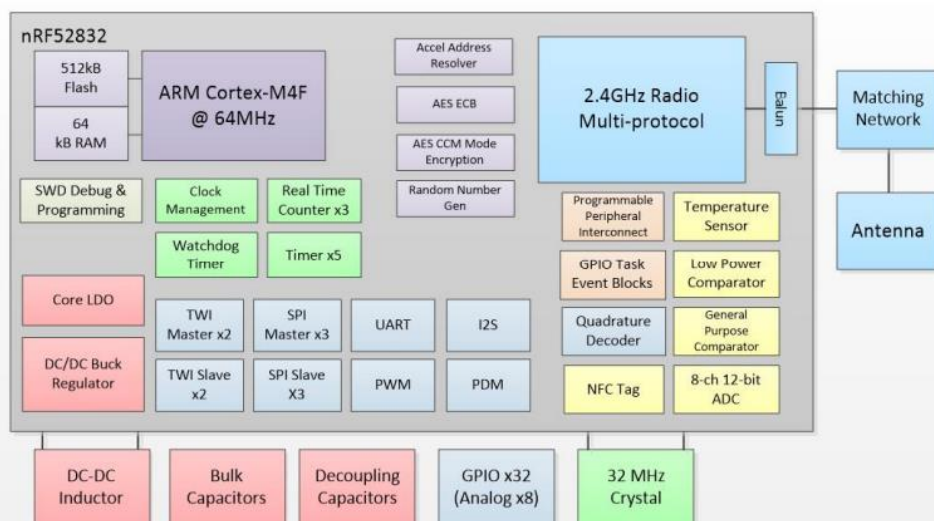 nRF52832
512kB
Flash
64
kB RAM
ARM Cortex-M4F
@ 64MHz
Accel Address
Resolver
AES ECB
AES CCM Mode
Encryption
Random Number
Gen
2.4GHz Radio
Multi-protocol
Balun
Matching
Network
Antenna
SWD Debug &
Programming
Clock
Management
Real Time
Counter x3
Watchdog
Timer
Timer x5
Programmable
Peripheral
Interconnect
Temperature
Sensor
GPIO Task
Event Blocks
Low Power
Comparator
Core LDO
DC/DC Buck
Regulator
TWI
Master x2
SPI
Master x3
UART
I2S
TWI Slave
x2
SPI Slave
X3
PWM
PDM
Quadrature
Decoder
General
Purpose
Comparator
NFC Tag
8-ch 12-bit
ADC
DC-DC
Inductor
Bulk
Capacitors
Decoupling
Capacitors
GPIO x32
(Analog x8)
32 MHz
Crystal